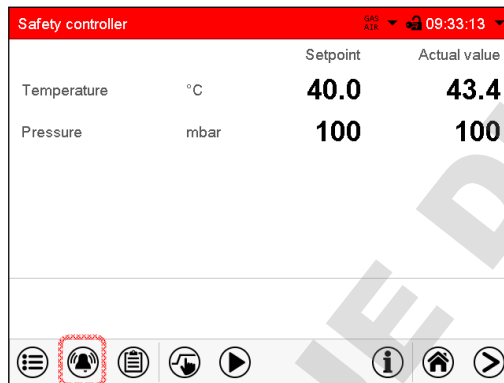 Safety controller GAS AIR 09:33:13
Setpoint Actual value
Temperature °C 40.0 43.4
Pressure mbar 100 100